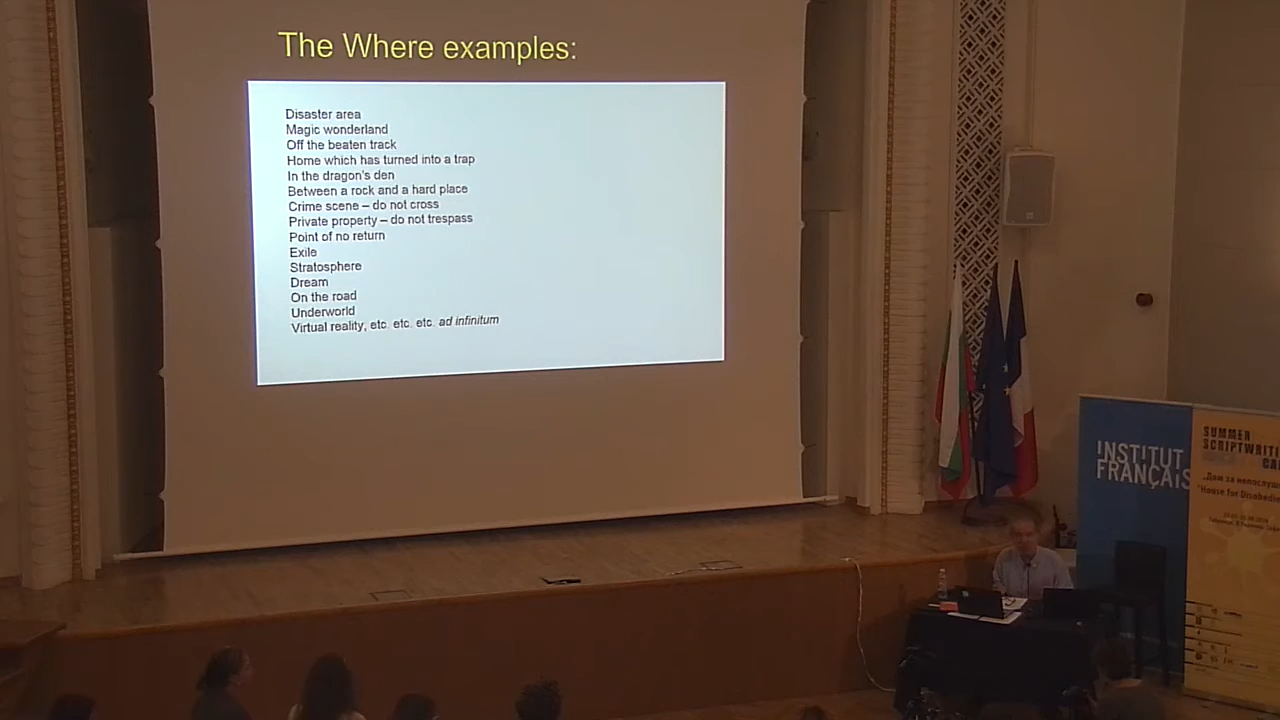 The Where examples:
Disaster area
Magic wonderland
Off the beaten track
Home which has turned into a trap
In the dragon's den
Between a rock and a hard place
Crime scene – do not cross
Private property – do not trespass
Point of no return
Exile
Stratosphere
Dream
On the road
Underworld
Virtual reality, etc. etc. etc. ad infinitum
INSTITUT
FRANÇAIS
SUMMER
SCRIPTWRITI
"House for Disobedie